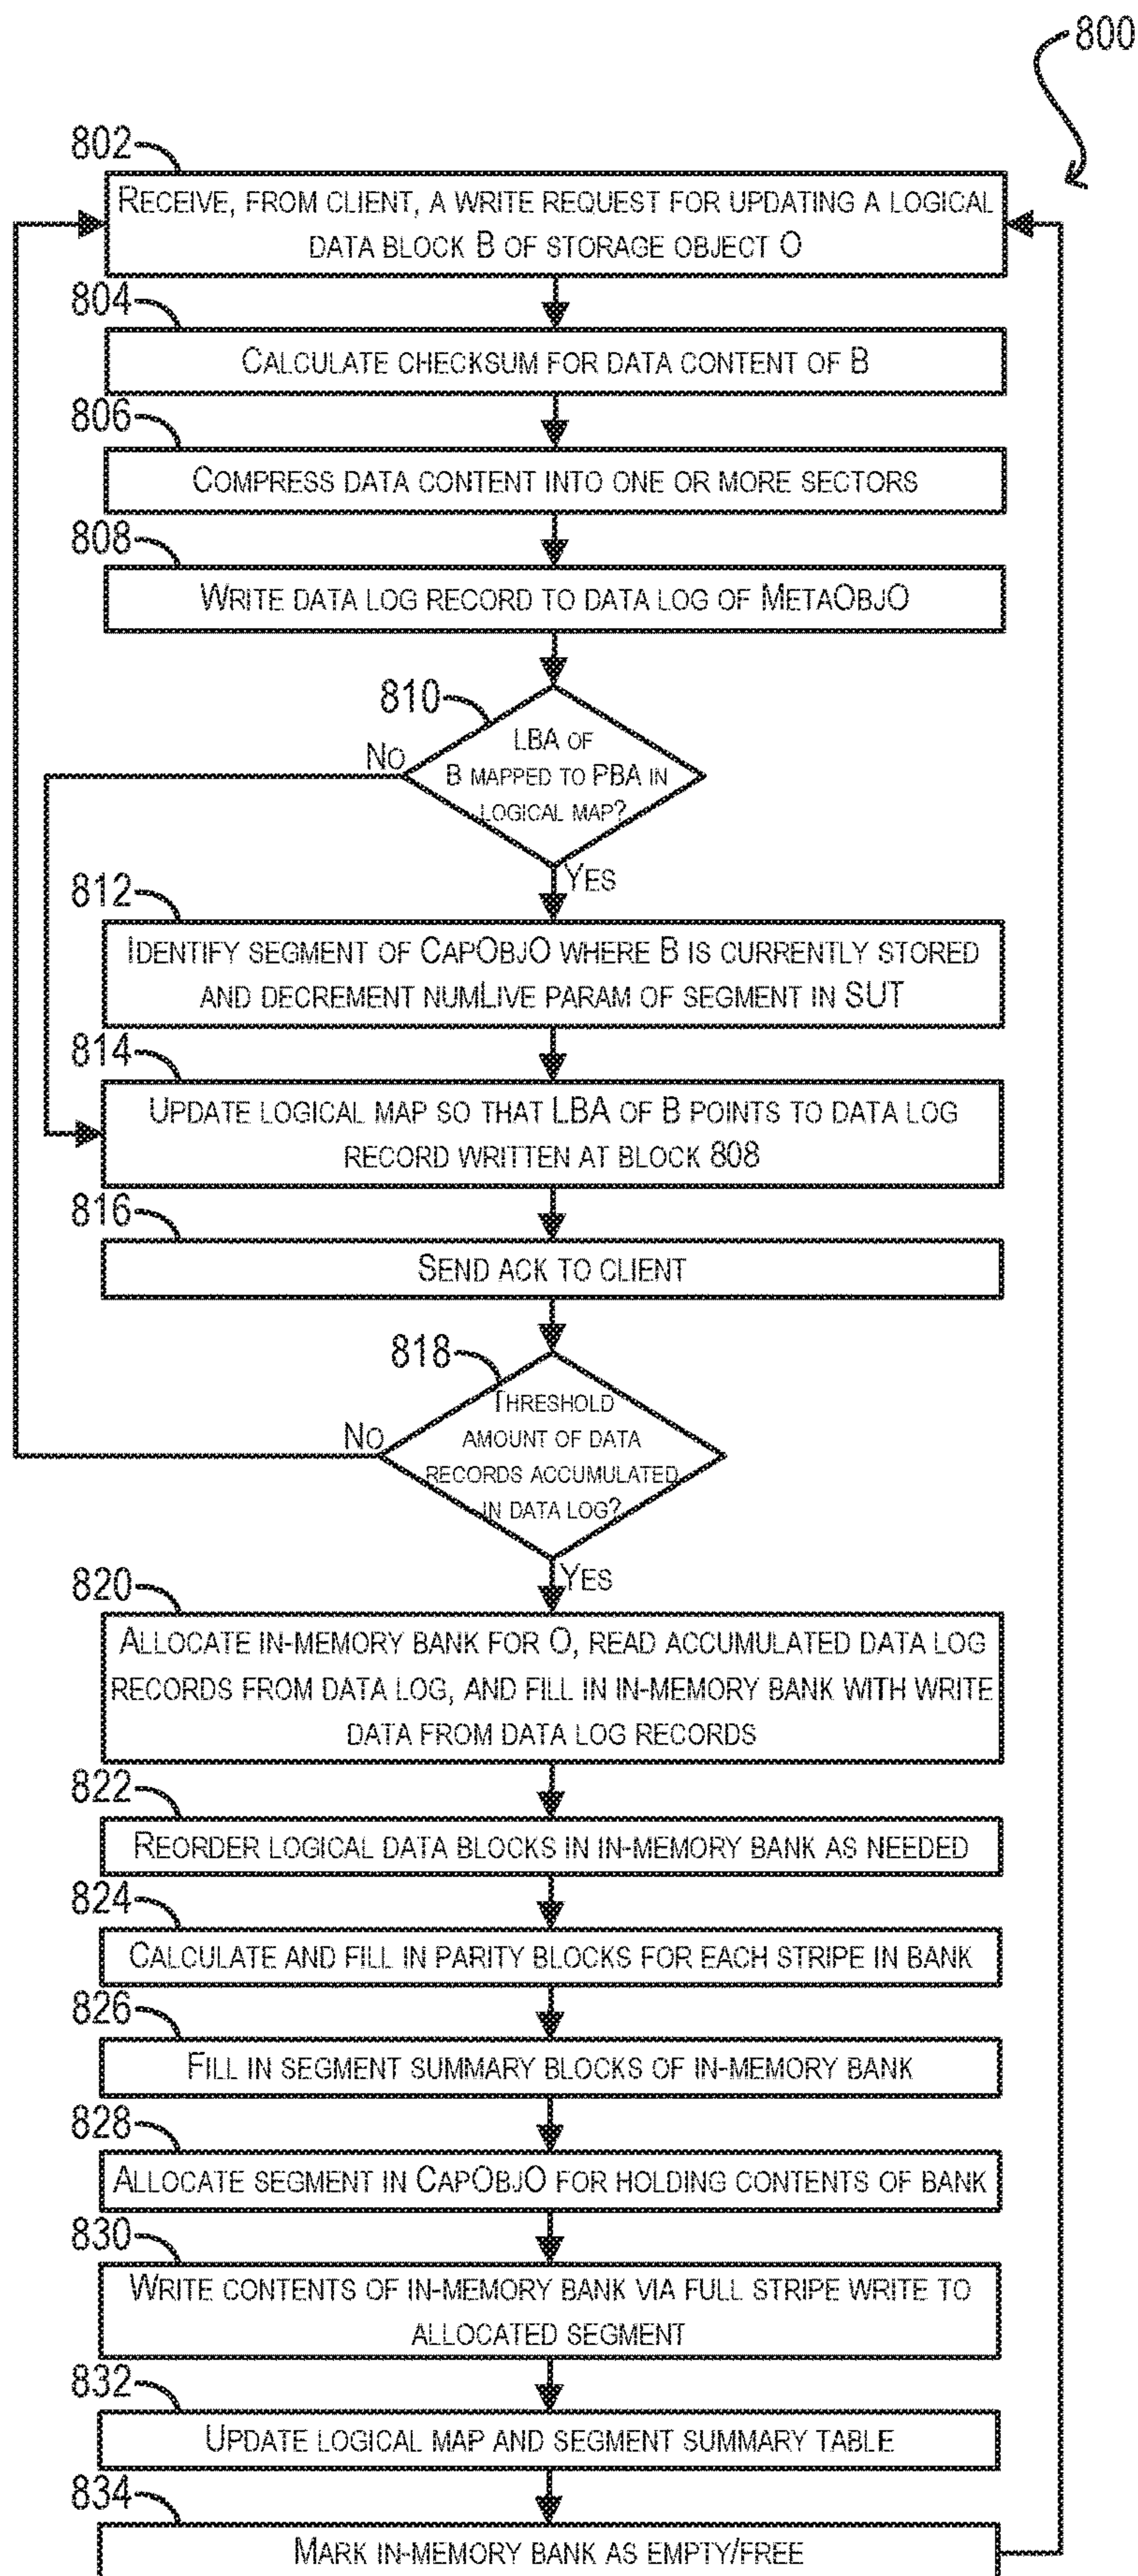 800
802
RECEIVE, FROM CLIENT, A WRITE REQUEST FOR UPDATING A LOGICAL
DATA BLOCK B OF STORAGE OBJECT O
804
CALCULATE CHECKSUM FOR DATA CONTENT OF B
806
COMPRESS DATA CONTENT INTO ONE OR MORE SECTORS
808
WRITE DATA LOG RECORD TO DATA LOG OF METAOBJO
810
LBA OF
B MAPPED TO PBA IN
LOGICAL MAP?
NO
YES
812
IDENTIFY SEGMENT OF CAPOBJO WHERE B IS CURRENTLY STORED
AND DECREMENT NUMLIVE PARAM OF SEGMENT IN SUT
814
UPDATE LOGICAL MAP SO THAT LBA OF B POINTS TO DATA LOG
RECORD WRITTEN AT BLOCK 808
816
SEND ACK TO CLIENT
818
THRESHOLD
AMOUNT OF DATA
RECORDS ACCUMULATED
IN DATA LOG?
NO
YES
820
ALLOCATE IN-MEMORY BANK FOR O, READ ACCUMULATED DATA LOG
RECORDS FROM DATA LOG, AND FILL IN IN-MEMORY BANK WITH WRITE
DATA FROM DATA LOG RECORDS
822
REORDER LOGICAL DATA BLOCKS IN IN-MEMORY BANK AS NEEDED
824
CALCULATE AND FILL IN PARITY BLOCKS FOR EACH STRIPE IN BANK
826
FILL IN SEGMENT SUMMARY BLOCKS OF IN-MEMORY BANK
828
ALLOCATE SEGMENT IN CAPOBJO FOR HOLDING CONTENTS OF BANK
830
WRITE CONTENTS OF IN-MEMORY BANK VIA FULL STRIPE WRITE TO
ALLOCATED SEGMENT
832
UPDATE LOGICAL MAP AND SEGMENT SUMMARY TABLE
834
MARK IN-MEMORY BANK AS EMPTY/FREE